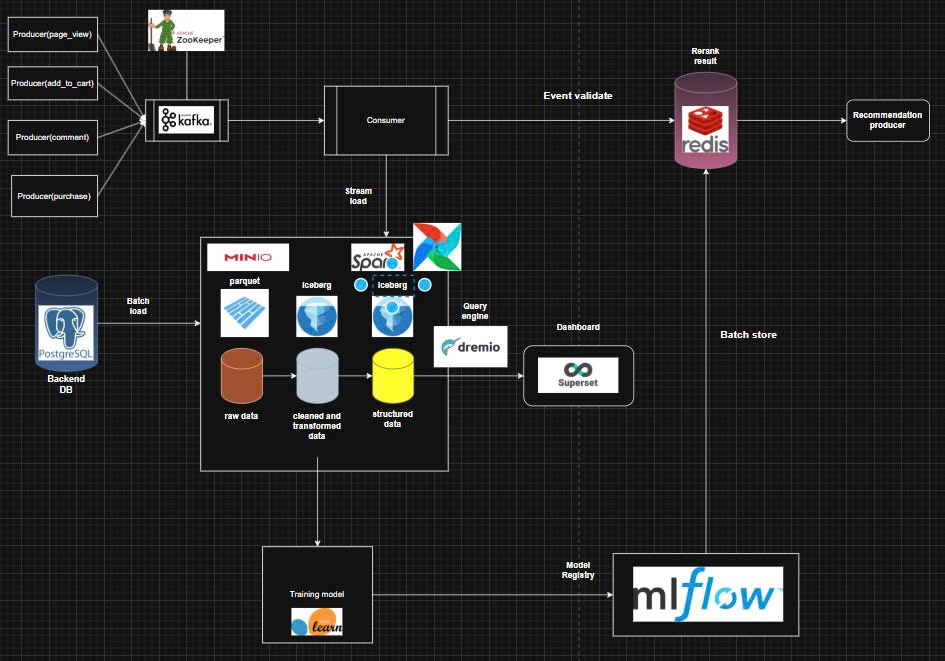 Producer(page_view)
Producer(add_to_cart)
Producer(comment)
Producer(purchase)
APACHE
ZooKeeper
kafka
Consumer
Event validate
Rerank
result
redis
Recommendation
producer
Stream
load
MINIO
APACHE
Spark
parquet
Iceberg
Iceberg
PostgreSQL
Backend
DB
Batch
load
raw data
cleaned and
transformed
data
structured
data
Query
engine
dremio
Dashboard
Superset
Batch store
Training model
learn
Model
Registry
mlflow